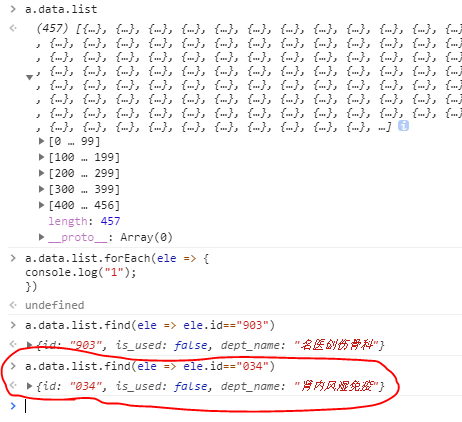 a.data.list
(457) [{…}, {…}, {…}, {…}, {…}, {…}, {…}, {…}, {…}, {…}, {…}, {…}
, {…}, {…}, {…}, {…}, {…}, {…}, {…}, {…}, {…}, {…}, {…}, {…}, {…}
, {…}, {…}, {…}, {…}, {…}, {…}, {…}, {…}, {…}, {…}, {…}, {…}, {…}
, {…}, {…}, {…}, {…}, {…}, {…}, {…}, {…}, {…}, {…}, {…}, {…}, {…}
, {…}, {…}, {…}, {…}, {…}, {…}, {…}, {…}, {…}, {…}, {…}, {…}, {…}
, {…}, {…}, {…}, {…}, {…}, {…}, {…}, {…}, {…}, {…}, {…}, {…}, {…}
, {…}, {…}, {…}, {…}, {…}, {…}, {…}, {…}, {…}, {…}, {…}, {…}, {…}
, {…}, {…}, {…}, {…}, {…}, {…}, {…}, {…}, {…}, {…}, …]
[0 … 99]
[100 … 199]
[200 … 299]
[300 … 399]
[400 … 456]
length: 457
__proto__: Array(0)
a.data.list.forEach(ele => {
console.log("1");
})
undefined
a.data.list.find(ele => ele.id=="903")
{id: "903", is_used: false, dept_name: "名医创伤骨科"}
a.data.list.find(ele => ele.id=="034")
{id: "034", is_used: false, dept_name: "肾内风湿免疫"}